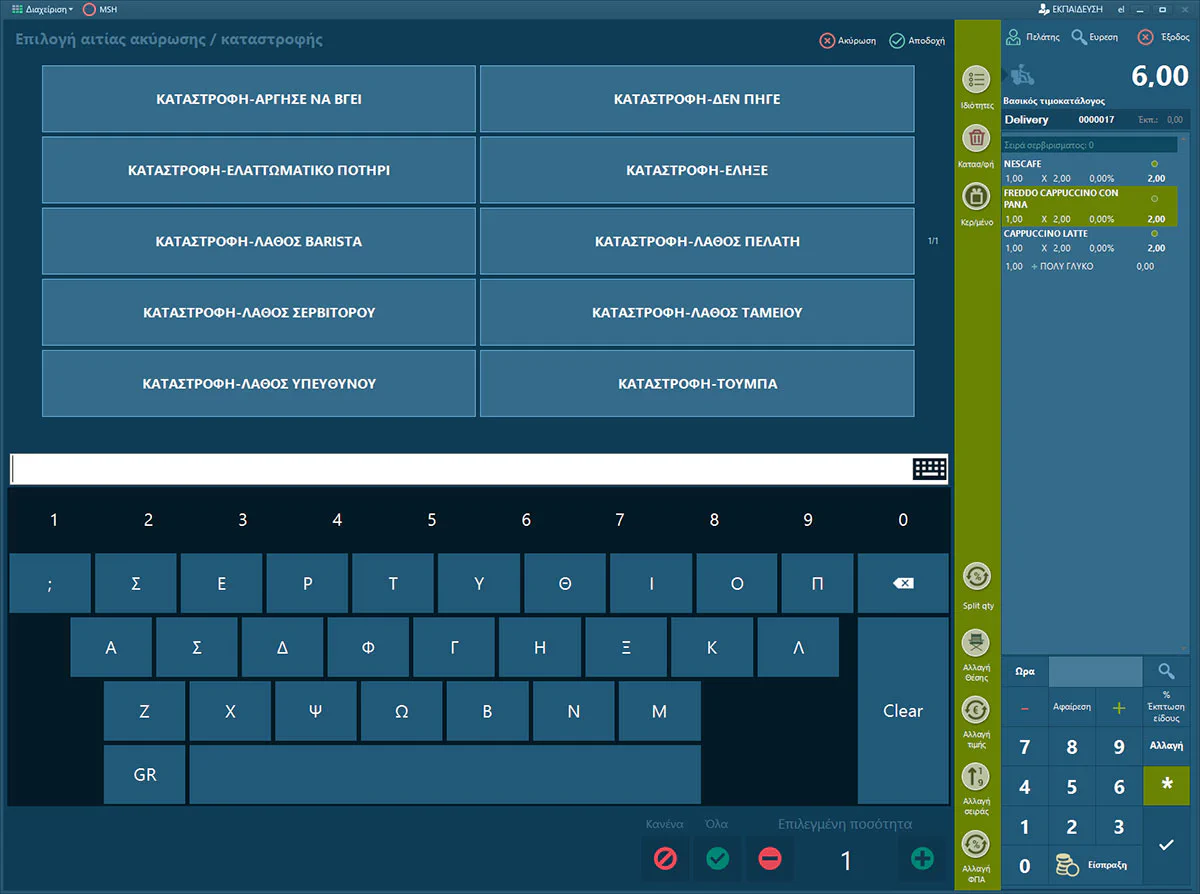 Διαχείριση
MSH
ΕΚΠΑΙΔΕΥΣΗ
el
Επιλογή αιτίας ακύρωσης / καταστροφής
Ακύρωση
Αποδοχή
ΚΑΤΑΣΤΡΟΦΗ-ΑΡΓΗΣΕ ΝΑ ΒΓΕΙ
ΚΑΤΑΣΤΡΟΦΗ-ΔΕΝ ΠΗΓΕ
ΚΑΤΑΣΤΡΟΦΗ-ΕΛΑΤΤΩΜΑΤΙΚΟ ΠΟΤΗΡΙ
ΚΑΤΑΣΤΡΟΦΗ-ΕΛΗΞΕ
ΚΑΤΑΣΤΡΟΦΗ-ΛΑΘΟΣ BARISTA
ΚΑΤΑΣΤΡΟΦΗ-ΛΑΘΟΣ ΠΕΛΑΤΗ
ΚΑΤΑΣΤΡΟΦΗ-ΛΑΘΟΣ ΣΕΡΒΙΤΟΡΟΥ
ΚΑΤΑΣΤΡΟΦΗ-ΛΑΘΟΣ ΤΑΜΕΙΟΥ
ΚΑΤΑΣΤΡΟΦΗ-ΛΑΘΟΣ ΥΠΕΥΘΥΝΟΥ
ΚΑΤΑΣΤΡΟΦΗ-ΤΟΥΜΠΑ
1/1
1 2 3 4 5 6 7 8 9 0
; Σ Ε Ρ Τ Υ Θ Ι Ο Π
Α Σ Δ Φ Γ Η Ξ Κ Λ
Ζ Χ Ψ Ω Β Ν Μ
Clear
GR
Κανένα
Όλα
Επιλεγμένη ποσότητα
1
Ιδιότητες
Κατασ/φή
Κερ/μένο
Split qty
Αλλαγή
Θέσης
Αλλαγή
τιμής
1
9
Αλλαγή
σειράς
Αλλαγή
ΦΠΑ
Πελάτης
Ευρεση
Έξοδος
6,00
Βασικός τιμοκατάλογος
Delivery 0000017 Έκπ.: 0,00
Σειρά σερβιρισματος: 0
NESCAFE
1,00 X 2,00 0,00% 2,00
FREDDO CAPPUCCINO CON
PANA
1,00 X 2,00 0,00% 2,00
CAPPUCCINO LATTE
1,00 X 2,00 0,00% 2,00
1,00 + ΠΟΛΥ ΓΛΥΚΟ 0,00
Ωρα
- Αφαίρεση +
%
Έκπτωση
είδους
7 8 9 Αλλαγή
4 5 6 *
1 2 3
0 Είσπραξη